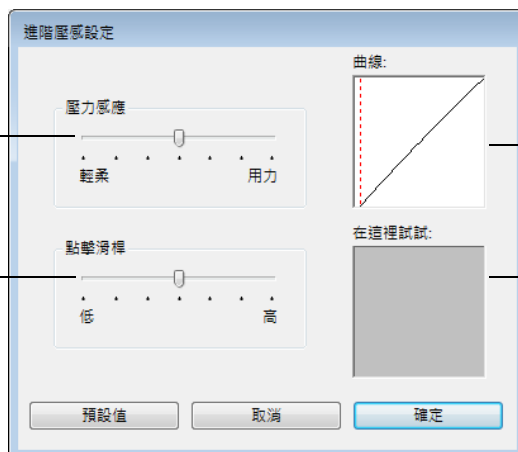 進階壓感設定
壓力感應
輕柔 用力
點擊滑桿
低 高
曲線:
在這裡試試:
預設值 取消 確定